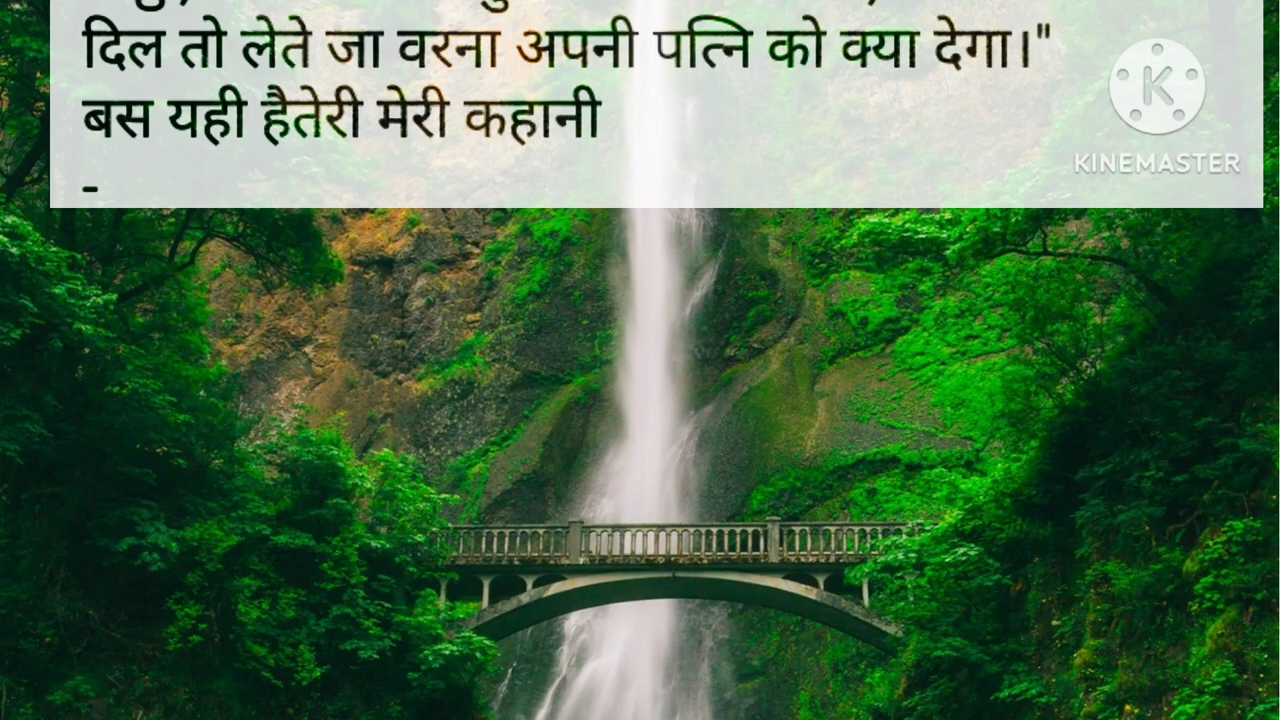 दिल तो लेते जा वरना अपनी पत्नि को क्या देगा।"
बस यही हैतेरी मेरी कहानी
-
KINEMASTER